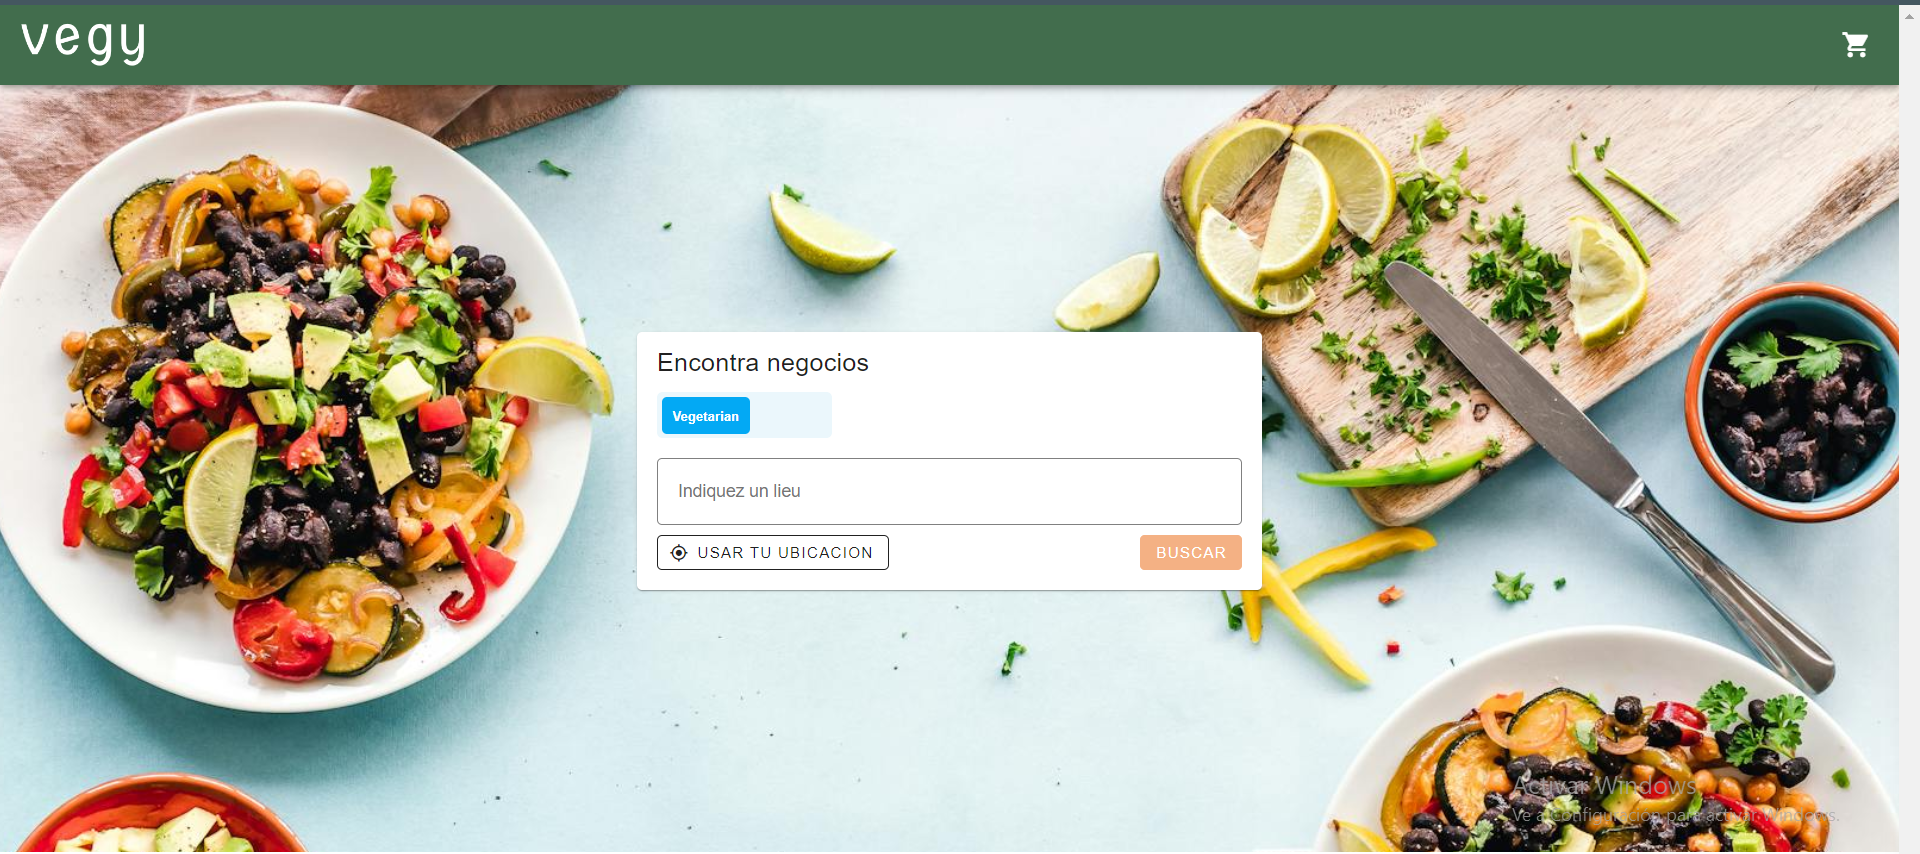 vegy
Encontra negocios
Vegetarian
Indiquez un lieu
USAR TU UBICACION
BUSCAR
Activar Windows
Ve a Configuración para activar Windows.